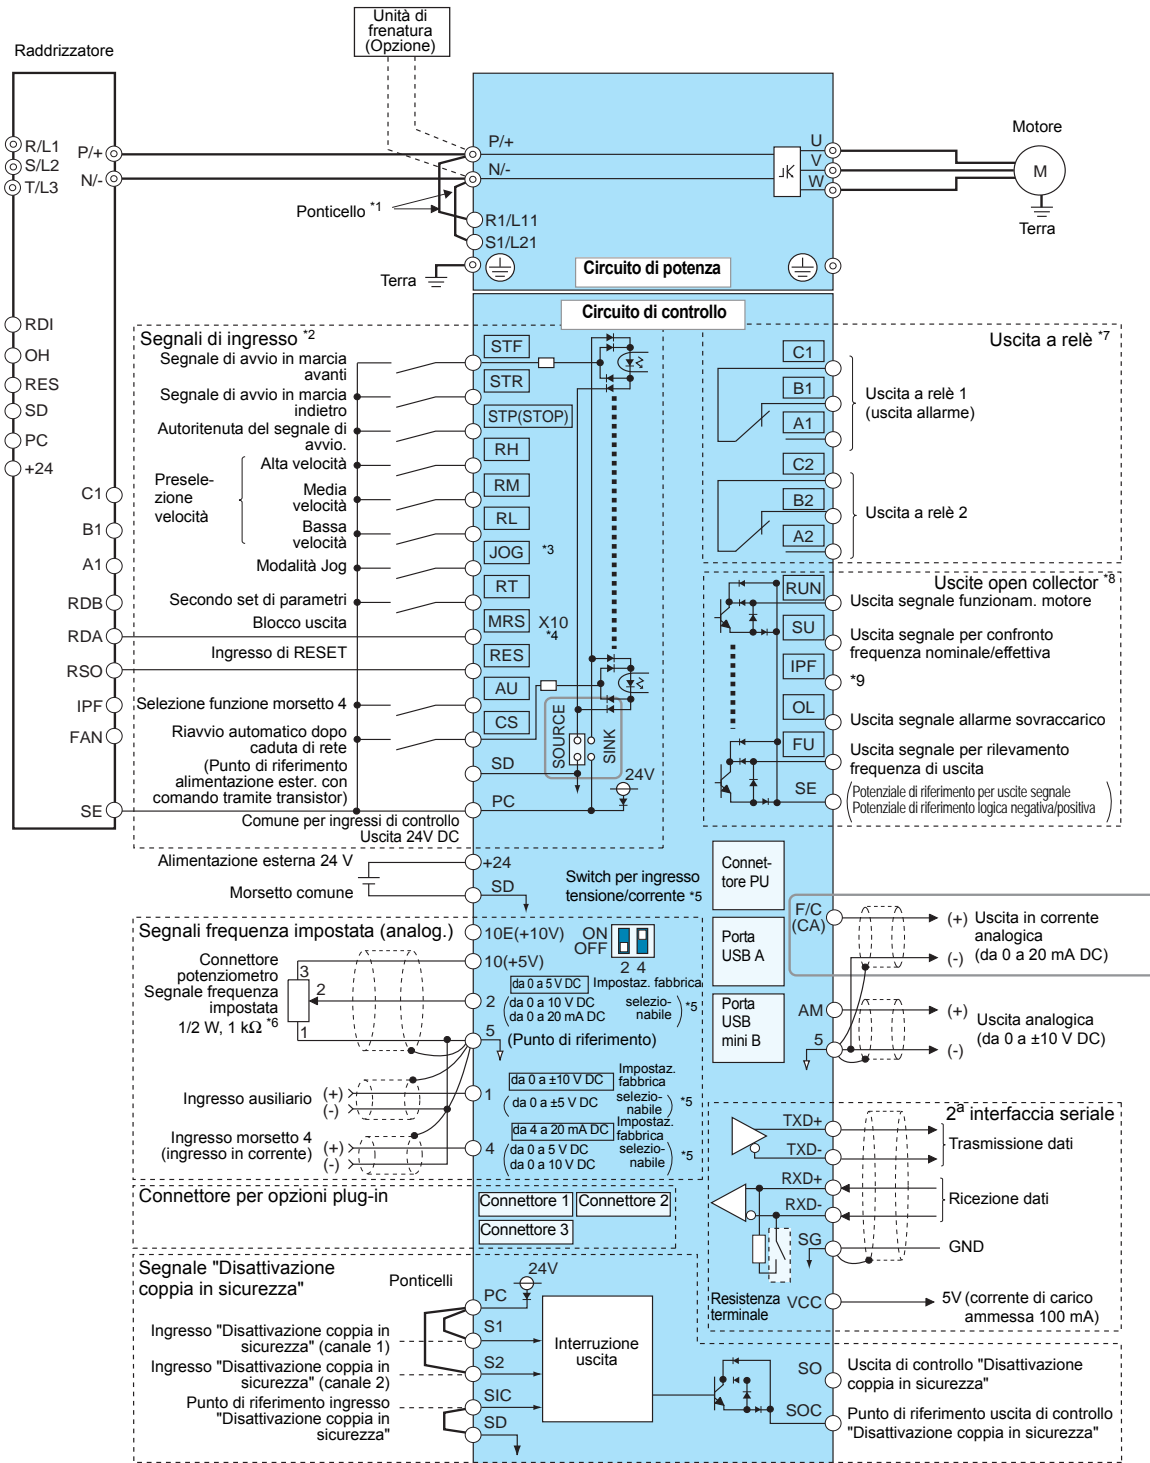 Unità di
frenatura
(Opzione)
Raddrizzatore
R/L1
S/L2
T/L3
P/+
N/-
P/+
N/-
Ponticello *1
R1/L11
S1/L21
Terra
Circuito di potenza
U
V
W
Motore
M
Terra
Circuito di controllo
RDI
OH
RES
SD
PC
+24
C1
B1
A1
RDB
RDA
RSO
IPF
FAN
SE
Segnali di ingresso *2
Segnale di avvio in marcia
avanti
Segnale di avvio in marcia
indietro
Autoritenuta del segnale di
avvio.
Alta velocità
Presele-
zione
velocità
Media
velocità
Bassa
velocità
Modalità Jog
Secondo set di parametri
Blocco uscita
Ingresso di RESET
Selezione funzione morsetto 4
Riavvio automatico dopo
caduta di rete
(Punto di riferimento
alimentazione ester. con
comando tramite transistor)
Comune per ingressi di controllo
Uscita 24V DC
STF
STR
STP(STOP)
RH
RM
RL
JOG *3
RT
MRS X10
*4
RES
AU
CS
SD
PC
SOURCE
SINK
24V
Uscita a relè *7
C1
B1
A1
Uscita a relè 1
(uscita allarme)
C2
B2
A2
Uscita a relè 2
Uscite open collector *8
RUN
Uscita segnale funzionam. motore
SU
Uscita segnale per confronto
frequenza nominale/effettiva
IPF
*9
OL
Uscita segnale allarme sovraccarico
FU
Uscita segnale per rilevamento
frequenza di uscita
SE
(Potenziale di riferimento per uscite segnale
Potenziale di riferimento logica negativa/positiva)
Alimentazione esterna 24 V
+24
Morsetto comune
SD
Switch per ingresso
tensione/corrente *5
ON
OFF
2 4
Connet-
tore PU
Porta
USB A
Porta
USB
mini B
F/C
(CA)
(+) Uscita in corrente
analogica
(-) (da 0 a 20 mA DC)
AM
(+)
Uscita analogica
(da 0 a ±10 V DC)
5
(-)
Segnali frequenza impostata (analog.)
10E(+10V)
10(+5V)
Connettore
potenziometro
Segnale frequenza
impostata
1/2 W, 1 kΩ *6
3
2
1
2
da 0 a 5 V DC Impostaz. fabbrica
(da 0 a 10 V DC
da 0 a 20 mA DC
selezio-
nabile) *5
5
(Punto di riferimento)
Ingresso ausiliario
(+)
(-)
1
da 0 a ±10 V DC Impostaz.
fabbrica
(da 0 a ±5 V DC selezio-
nabile) *5
Ingresso morsetto 4
(ingresso in corrente)
(+)
(-)
4
da 4 a 20 mA DC Impostaz.
fabbrica
(da 0 a 5 V DC
da 0 a 10 V DC
selezio-
nabile) *5
2a interfaccia seriale
TXD+
TXD-
Trasmissione dati
RXD+
RXD-
Ricezione dati
SG
GND
Resistenza
terminale
VCC
5V (corrente di carico
ammessa 100 mA)
Connettore per opzioni plug-in
Connettore 1
Connettore 2
Connettore 3
Segnale "Disattivazione
coppia in sicurezza"
Ponticelli
24V
PC
S1
S2
SIC
SD
Ingresso "Disattivazione coppia in
sicurezza" (canale 1)
Ingresso "Disattivazione coppia in
sicurezza" (canale 2)
Punto di riferimento ingresso
"Disattivazione coppia in
sicurezza"
Interruzione
uscita
SO
Uscita di controllo "Disattivazione
coppia in sicurezza"
SOC
Punto di riferimento uscita di controllo
"Disattivazione coppia in sicurezza"